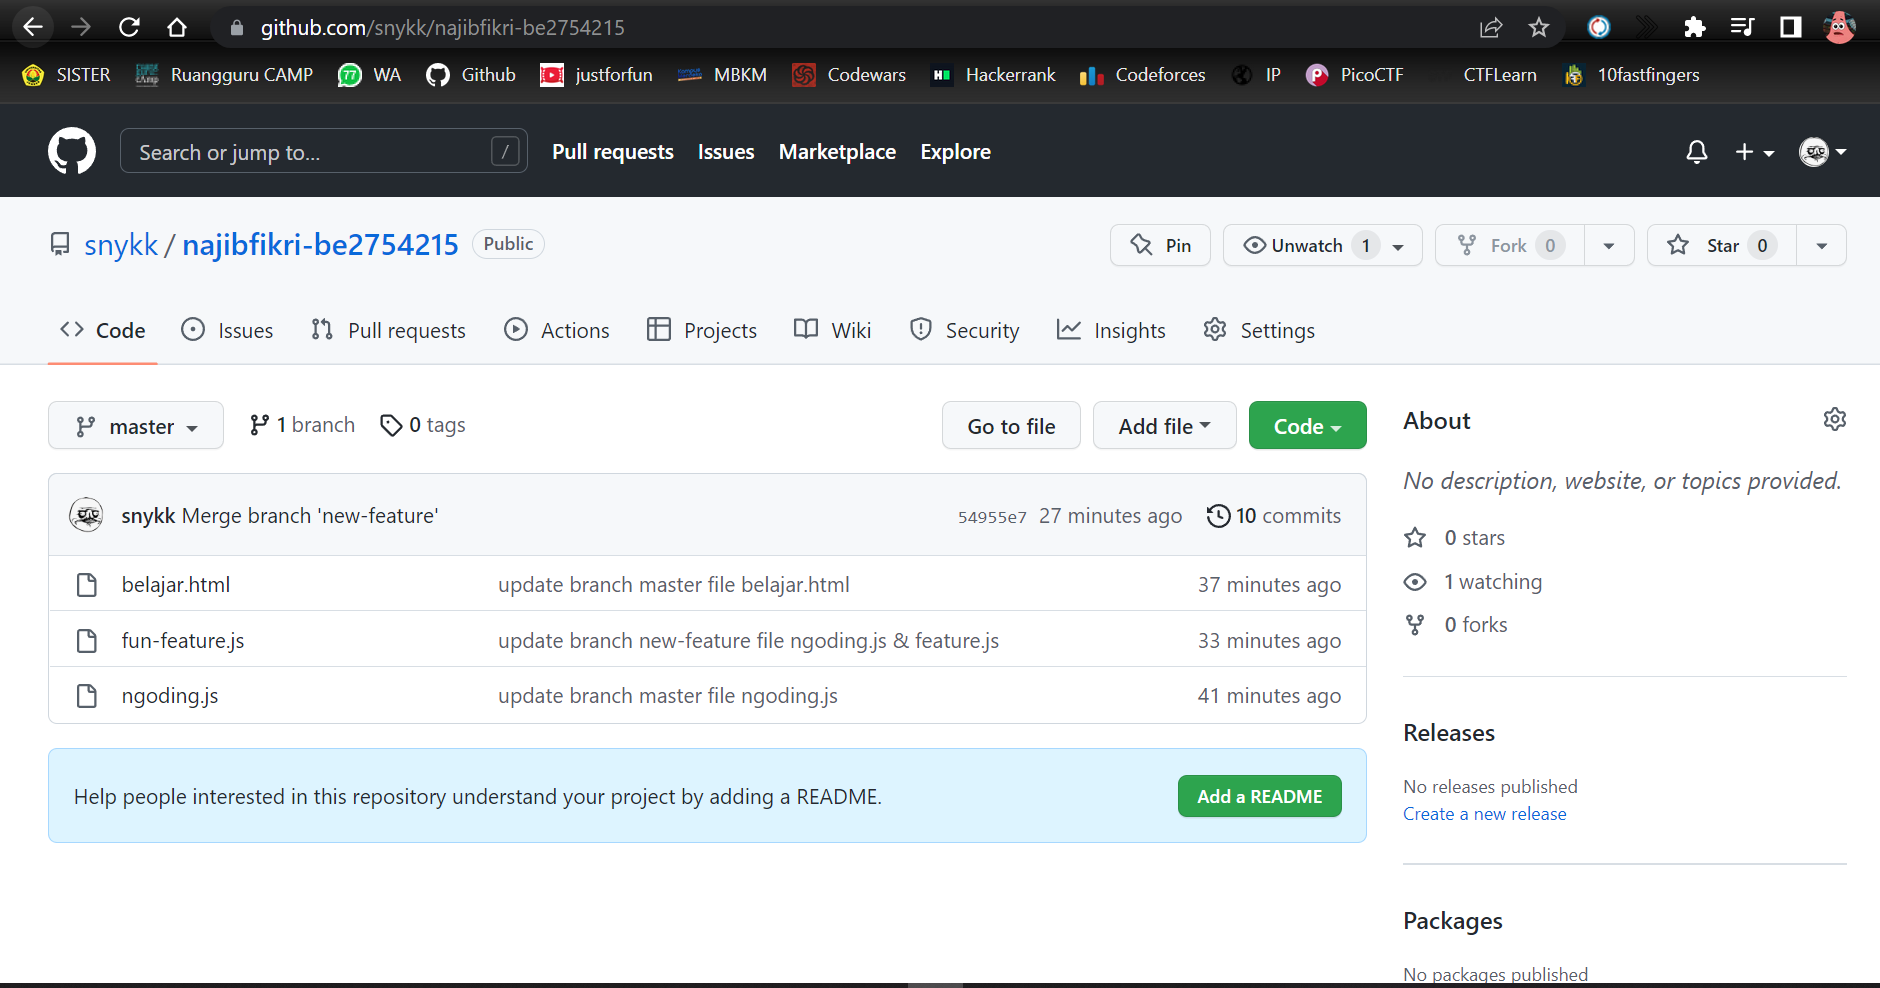 github.com/snykk/najibfikri-be2754215
SISTER Ruangguru CAMP 77 WA Github justforfun MBKM Codewars Hackerrank Codeforces IP PicoCTF CTFLearn 10fastfingers
Search or jump to... / Pull requests Issues Marketplace Explore
snykk / najibfikri-be2754215 Public Pin Unwatch 1 Fork 0 Star 0
Code Issues Pull requests Actions Projects Wiki Security Insights Settings
master 1 branch 0 tags Go to file Add file Code
snykk Merge branch 'new-feature' 54955e7 27 minutes ago 10 commits
belajar.html update branch master file belajar.html 37 minutes ago
fun-feature.js update branch new-feature file ngoding.js & feature.js 33 minutes ago
ngoding.js update branch master file ngoding.js 41 minutes ago
Help people interested in this repository understand your project by adding a README. Add a README
About
No description, website, or topics provided.
0 stars
1 watching
0 forks
Releases
No releases published
Create a new release
Packages
No packages published